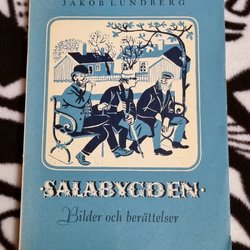 JAKOB LUNDBERG
·SALABYGDEN·
Bilder och berättelser